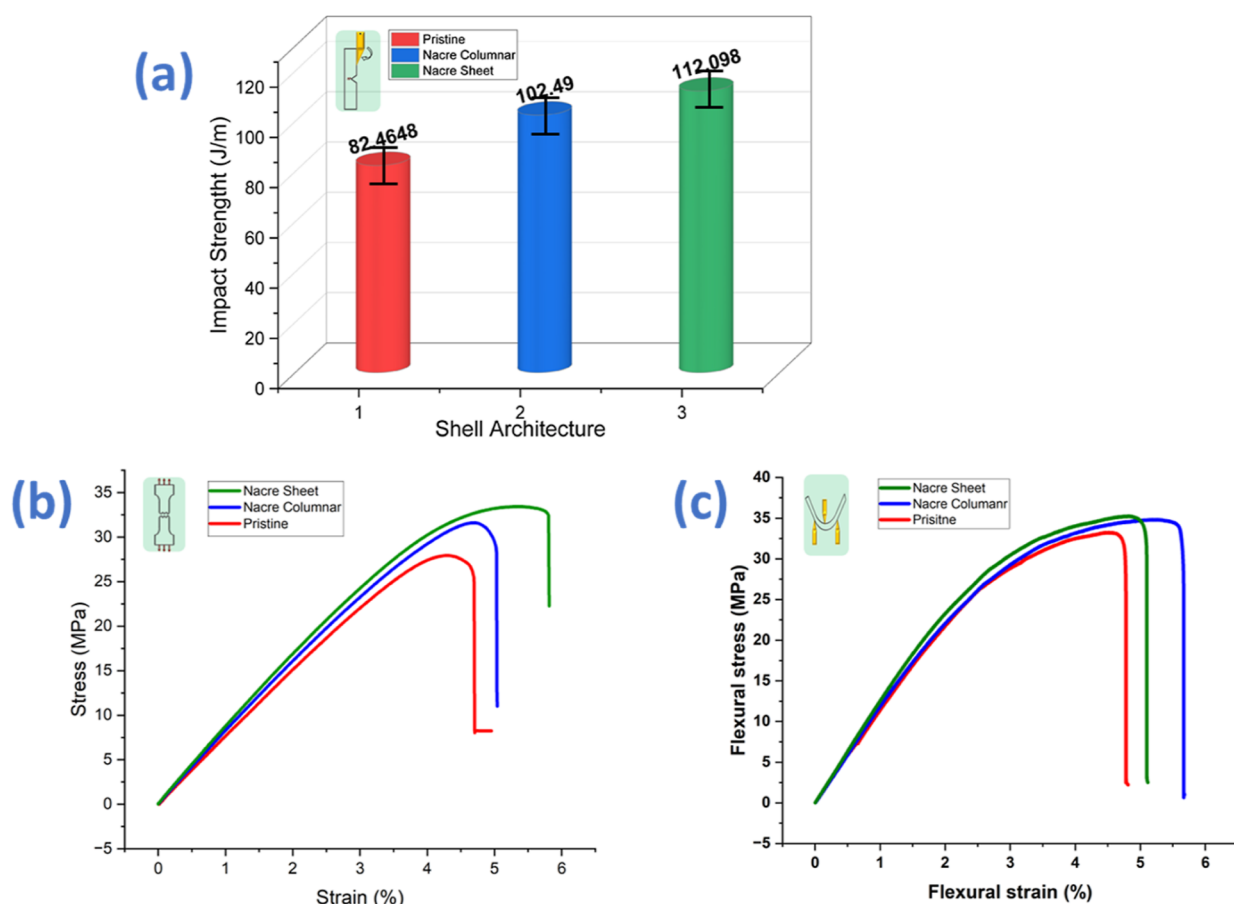 (a)
Pristine
Nacre Columnar
Nacre Sheet
82.4648
102.49
112.098
Impact Strenght (J/m)
120
100
80
60
40
20
0
1 2 3
Shell Architecture
(b)
Nacre Sheet
Nacre Columnar
Pristine
Stress (MPa)
35
30
25
20
15
10
5
0
−5
0 1 2 3 4 5 6
Strain (%)
(c)
Nacre Sheet
Nacre Columanr
Prisitne
Flexural stress (MPa)
40
35
30
25
20
15
10
5
0
−5
0 1 2 3 4 5 6
Flexural strain (%)